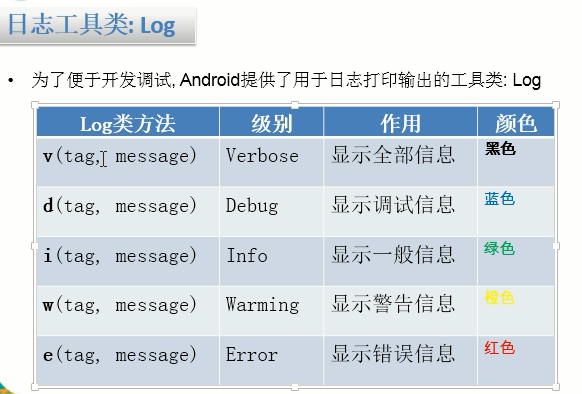 日志工具类: Log
• 为了便于开发调试, Android提供了用于日志打印输出的工具类: Log
Log类方法 级别 作用 颜色
v(tag, message) Verbose 显示全部信息 黑色
d(tag, message) Debug 显示调试信息 蓝色
i(tag, message) Info 显示一般信息 绿色
w(tag, message) Warming 显示警告信息 橙色
e(tag, message) Error 显示错误信息 红色